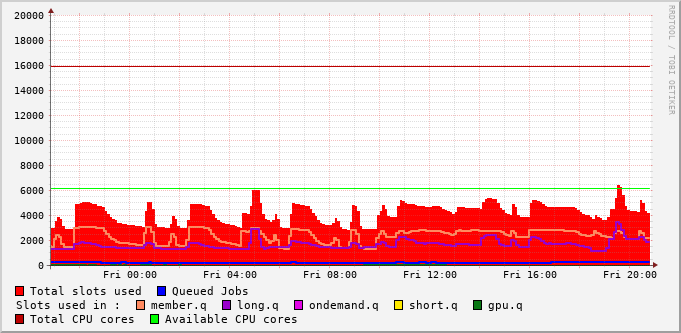 RRDTOOL / TOBI OETIKER
20000
18000
16000
14000
12000
10000
8000
6000
4000
2000
0
Fri 00:00 Fri 04:00 Fri 08:00 Fri 12:00 Fri 16:00 Fri 20:00
Total slots used Queued Jobs
Slots used in : member.q long.q ondemand.q short.q gpu.q
Total CPU cores Available CPU cores